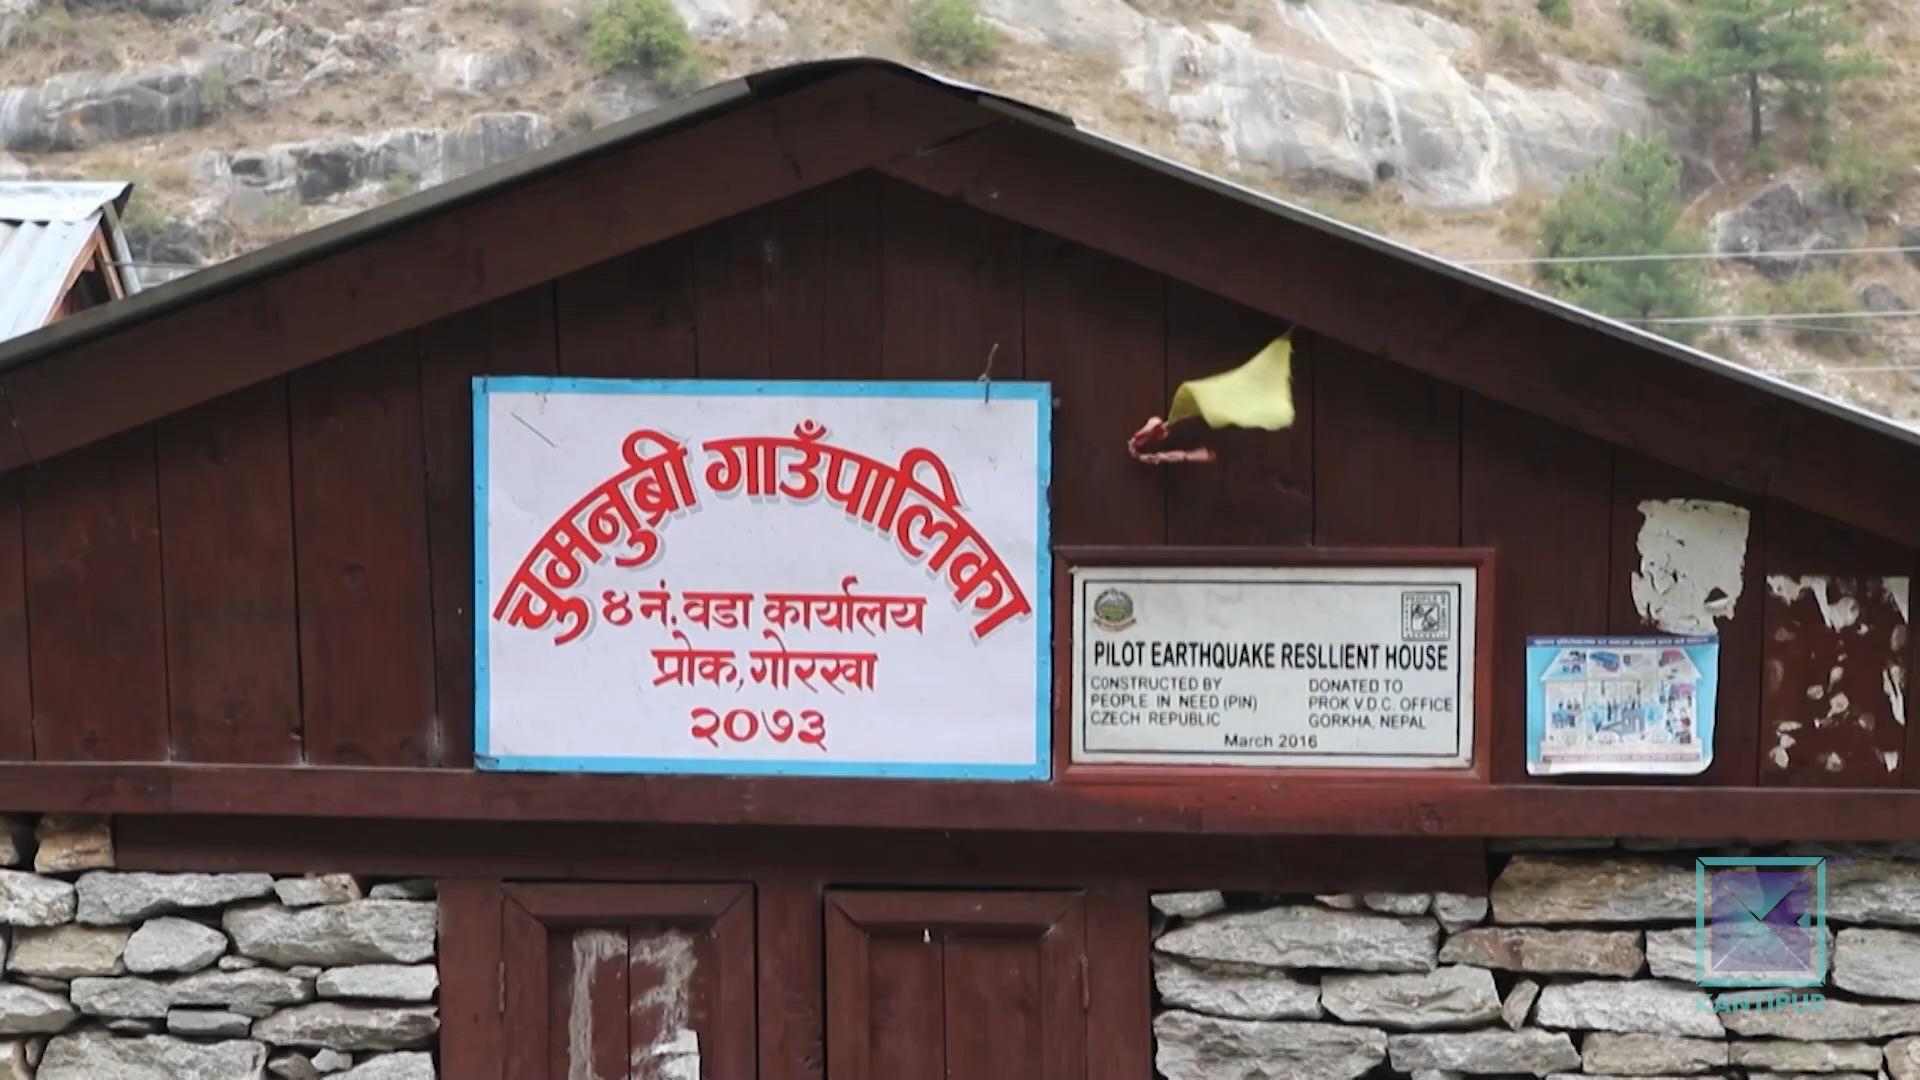 चुमनुब्री गाउँपालिका
४ नं. वडा कार्यालय
प्रोक, गोरखा
२०७३
PILOT EARTHQUAKE RESLLIENT HOUSE
CONSTRUCTED BY
PEOPLE IN NEED (PIN)
CZECH REPUBLIC
DONATED TO
PROK V.D.C. OFFICE
GORKHA, NEPAL
March 2016
KANTIPUR